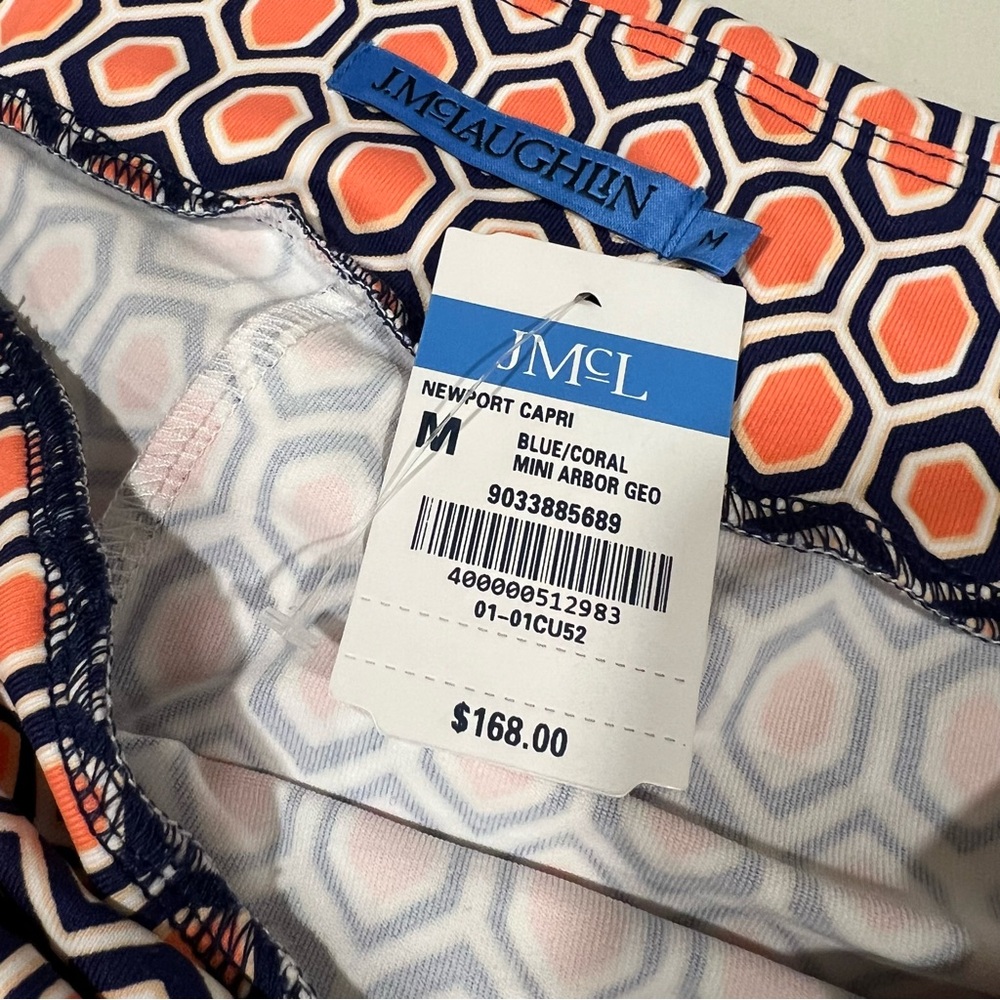 J.McLAUGHLIN
M
JMcL
NEWPORT CAPRI
M
BLUE/CORAL
MINI ARBOR GEO
9033885689
400000512983
01-01CU52
$168.00